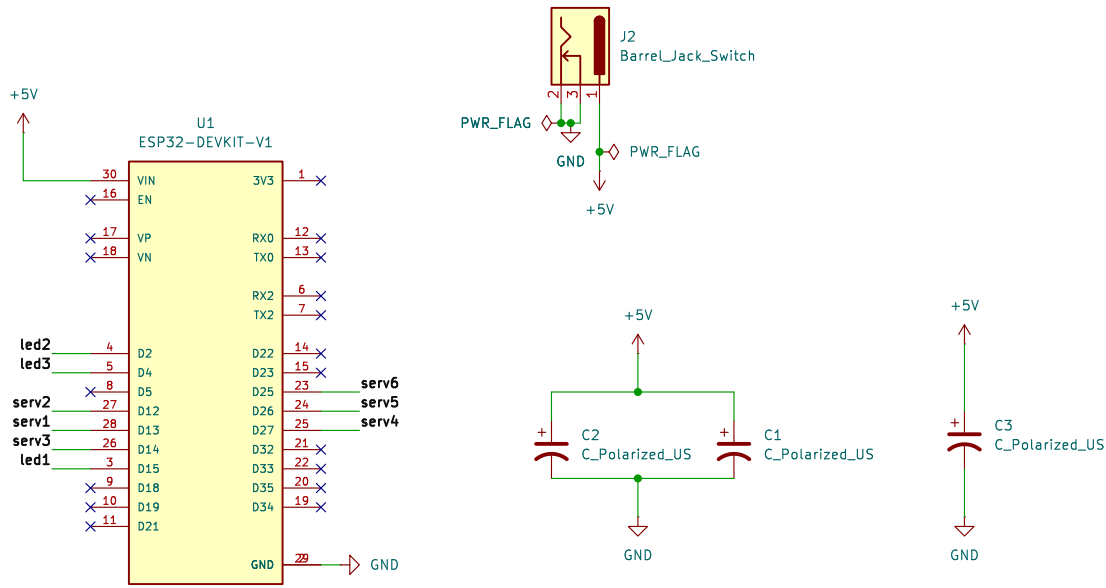 J2
Barrel_Jack_Switch
2
3
1
PWR_FLAG
GND
PWR_FLAG
+5V
+5V
U1
ESP32-DEVKIT-V1
30 VIN 3V3 1
16 EN
17 VP RX0 12
18 VN TX0 13
RX2 6
TX2 7
led2 4 D2 D22 14
led3 5 D4 D23 15
8 D5 D25 23 serv6
serv2 27 D12 D26 24 serv5
serv1 28 D13 D27 25 serv4
serv3 26 D14 D32 21
led1 3 D15 D33 22
9 D18 D35 20
10 D19 D34 19
11 D21
GND 29 GND
+5V
+ C2
C_Polarized_US
+ C1
C_Polarized_US
GND
+5V
+ C3
C_Polarized_US
GND